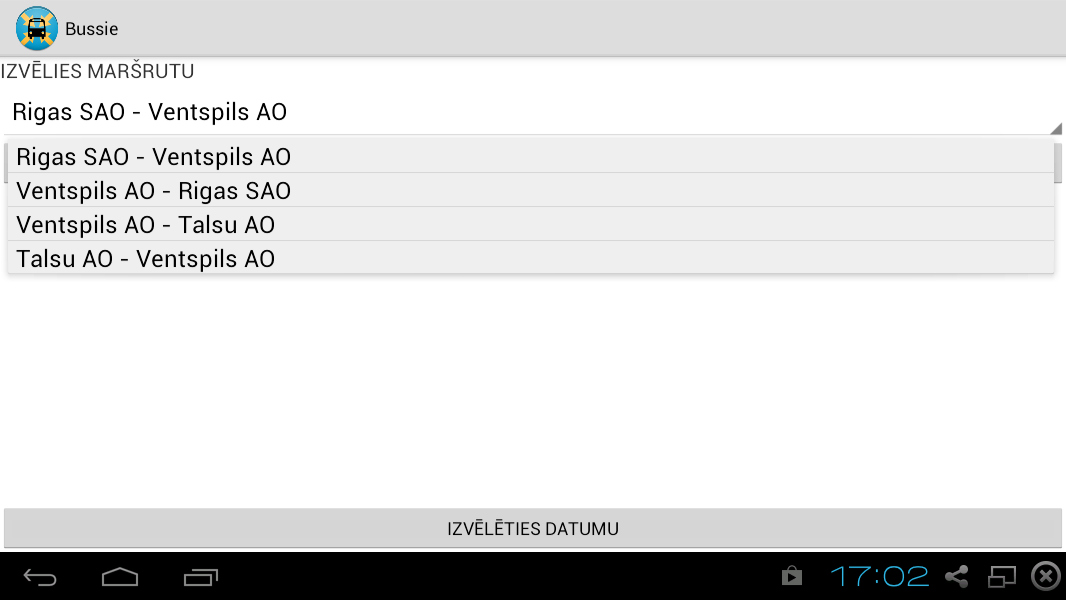 Bussie
IZVĒLIES MARŠRUTU
Rigas SAO - Ventspils AO
Rigas SAO - Ventspils AO
Ventspils AO - Rigas SAO
Ventspils AO - Talsu AO
Talsu AO - Ventspils AO
IZVĒLĒTIES DATUMU
17:02